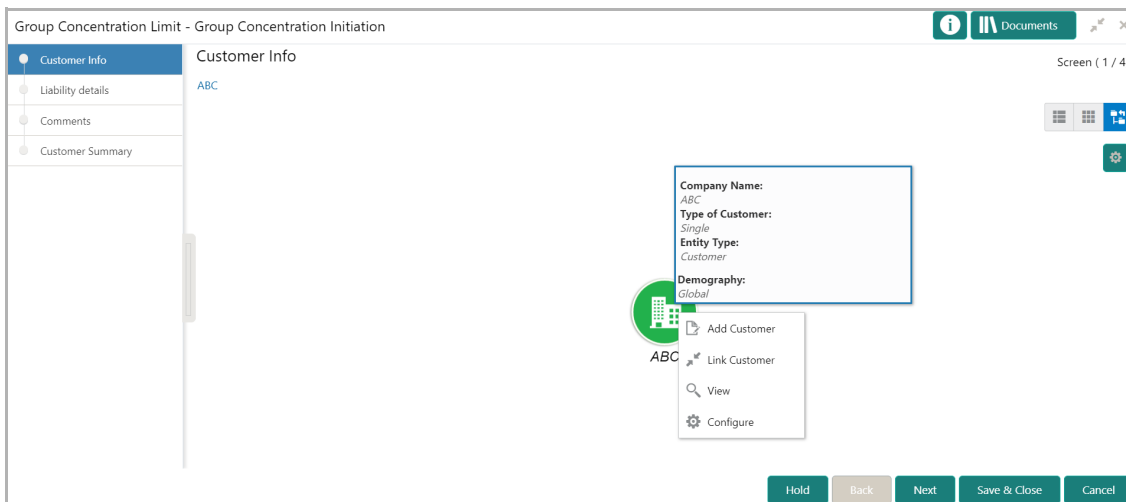 Group Concentration Limit - Group Concentration Initiation
i
Documents
Customer Info
Liability details
Comments
Customer Summary
Customer Info
Screen ( 1 / 4
ABC
Company Name:
ABC
Type of Customer:
Single
Entity Type:
Customer
Demography:
Global
ABC
Add Customer
Link Customer
View
Configure
Hold
Back
Next
Save & Close
Cancel